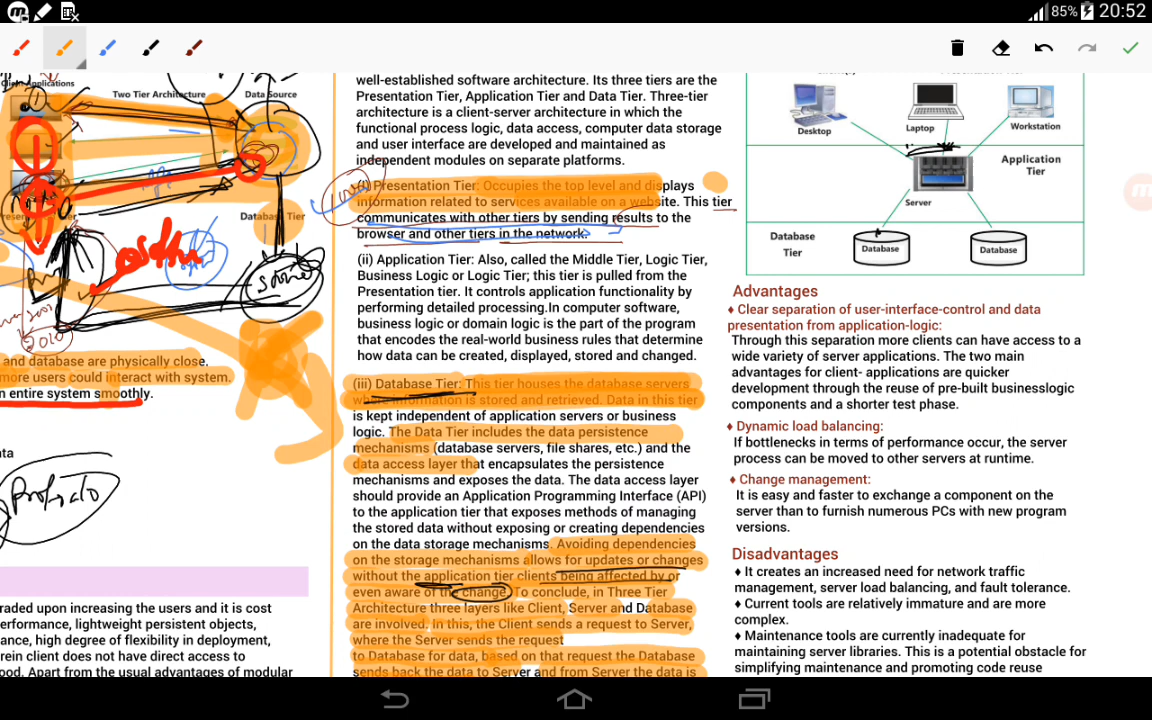 85% 20:52
Client Applications
Two Tier Architecture
Data Source
Database Tier
store
2020
and database are physically close.
more users could interact with system.
n entire system smoothly.
ata
raded upon increasing the users and it is cost
erformance, lightweight persistent objects,
ance, high degree of flexibility in deployment,
rein client does not have direct access to
ood. Apart from the usual advantages of modular
well-established software architecture. Its three tiers are the
Presentation Tier, Application Tier and Data Tier. Three-tier
architecture is a client-server architecture in which the
functional process logic, data access, computer data storage
and user interface are developed and maintained as
independent modules on separate platforms.
(i) Presentation Tier: Occupies the top level and displays
information related to services available on a website. This tier
communicates with other tiers by sending results to the
browser and other tiers in the network.
(ii) Application Tier: Also, called the Middle Tier, Logic Tier,
Business Logic or Logic Tier; this tier is pulled from the
Presentation tier. It controls application functionality by
performing detailed processing.In computer software,
business logic or domain logic is the part of the program
that encodes the real-world business rules that determine
how data can be created, displayed, stored and changed.
(iii) Database Tier: This tier houses the database servers
where information is stored and retrieved. Data in this tier
is kept independent of application servers or business
logic. The Data Tier includes the data persistence
mechanisms (database servers, file shares, etc.) and the
data access layer that encapsulates the persistence
mechanisms and exposes the data. The data access layer
should provide an Application Programming Interface (API)
to the application tier that exposes methods of managing
the stored data without exposing or creating dependencies
on the data storage mechanisms. Avoiding dependencies
on the storage mechanisms allows for updates or changes
without the application tier clients being affected by or
even aware of the change. To conclude, in Three Tier
Architecture three layers like Client, Server and Database
are involved. In this, the Client sends a request to Server,
where the Server sends the request
to Database for data, based on that request the Database
sends back the data to Server and from Server the data is
Desktop
Laptop
Workstation
Application
Tier
Server
Database
Tier
Database
Database
Advantages
♦ Clear separation of user-interface-control and data
presentation from application-logic:
Through this separation more clients can have access to a
wide variety of server applications. The two main
advantages for client- applications are quicker
development through the reuse of pre-built businesslogic
components and a shorter test phase.
♦ Dynamic load balancing:
If bottlenecks in terms of performance occur, the server
process can be moved to other servers at runtime.
♦ Change management:
It is easy and faster to exchange a component on the
server than to furnish numerous PCs with new program
versions.
Disadvantages
♦ It creates an increased need for network traffic
management, server load balancing, and fault tolerance.
♦ Current tools are relatively immature and are more
complex.
♦ Maintenance tools are currently inadequate for
maintaining server libraries. This is a potential obstacle for
simplifying maintenance and promoting code reuse